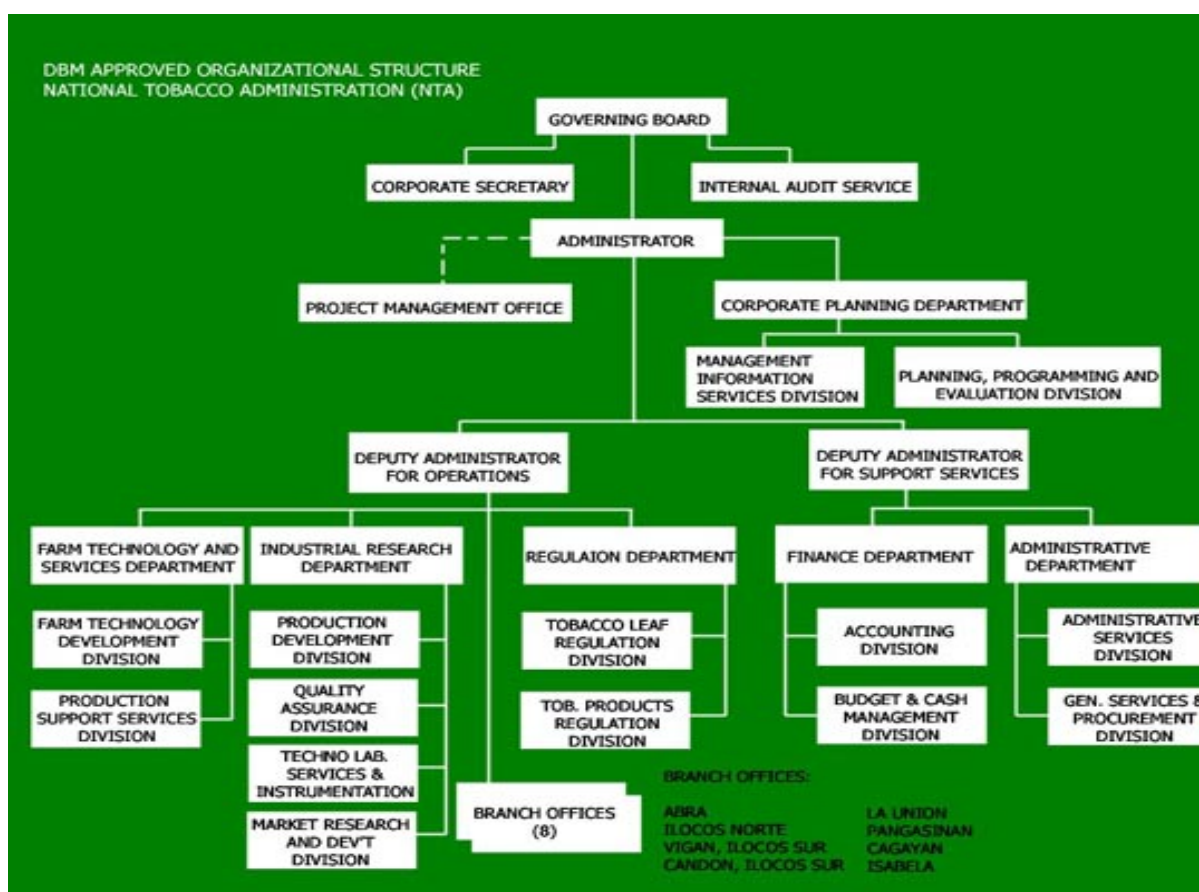 DBM APPROVED ORGANIZATIONAL STRUCTURE
NATIONAL TOBACCO ADMINISTRATION (NTA)
GOVERNING BOARD
CORPORATE SECRETARY
INTERNAL AUDIT SERVICE
ADMINISTRATOR
PROJECT MANAGEMENT OFFICE
CORPORATE PLANNING DEPARTMENT
MANAGEMENT
INFORMATION
SERVICES DIVISION
PLANNING, PROGRAMMING AND
EVALUATION DIVISION
DEPUTY ADMINISTRATOR
FOR OPERATIONS
DEPUTY ADMINISTRATOR
FOR SUPPORT SERVICES
FARM TECHNOLOGY AND
SERVICES DEPARTMENT
INDUSTRIAL RESEARCH
DEPARTMENT
REGULAION DEPARTMENT
FINANCE DEPARTMENT
ADMINISTRATIVE
DEPARTMENT
FARM TECHNOLOGY
DEVELOPMENT
DIVISION
PRODUCTION
SUPPORT SERVICES
DIVISION
PRODUCTION
DEVELOPMENT
DIVISION
QUALITY
ASSURANCE
DIVISION
TECHNO LAB.
SERVICES &
INSTRUMENTATION
MARKET RESEARCH
AND DEV'T
DIVISION
BRANCH OFFICES
(8)
TOBACCO LEAF
REGULATION
DIVISION
TOB. PRODUCTS
REGULATION
DIVISION
ACCOUNTING
DIVISION
BUDGET & CASH
MANAGEMENT
DIVISION
ADMINISTRATIVE
SERVICES
DIVISION
GEN. SERVICES &
PROCUREMENT
DIVISION
BRANCH OFFICES:
ABRA
ILOCOS NORTE
VIGAN, ILOCOS SUR
CANDON, ILOCOS SUR
LA UNION
PANGASINAN
CAGAYAN
ISABELA